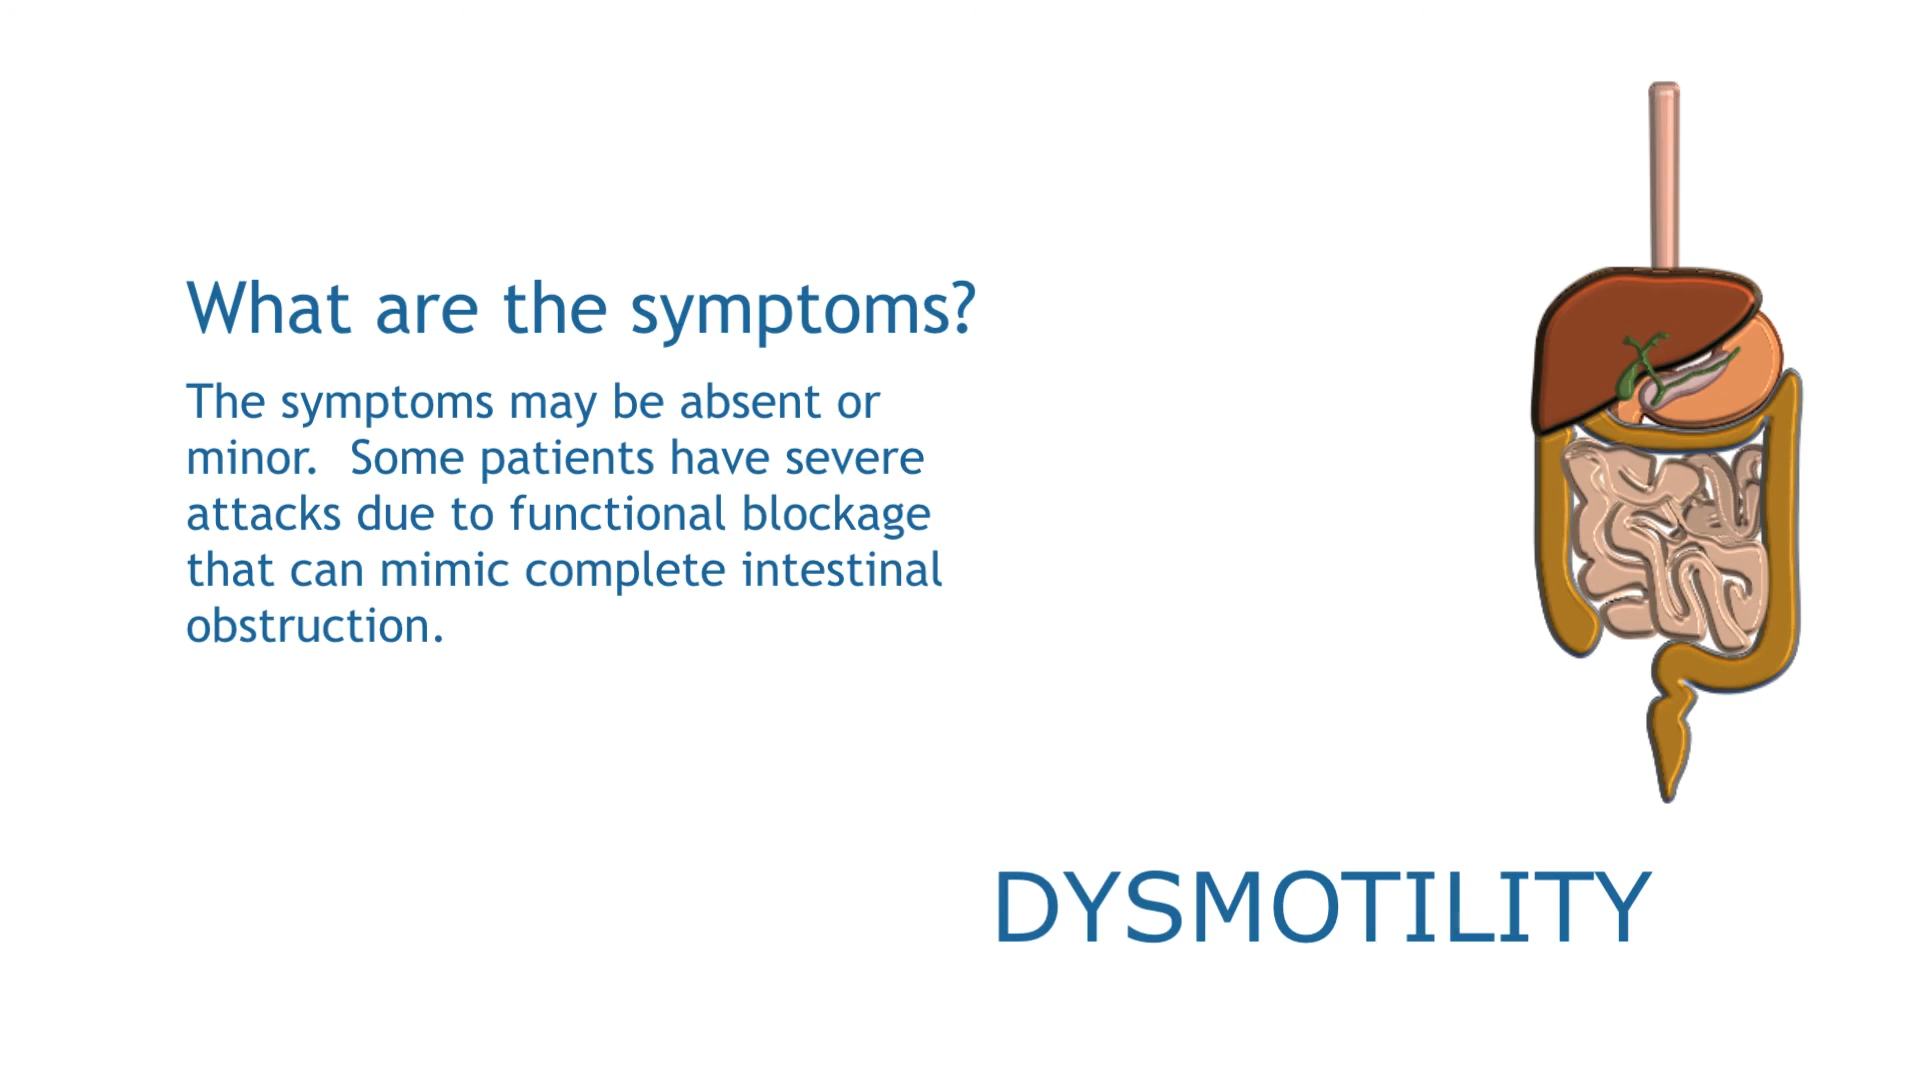 What are the symptoms?
The symptoms may be absent or
minor.  Some patients have severe
attacks due to functional blockage
that can mimic complete intestinal
obstruction.
DYSMOTILITY